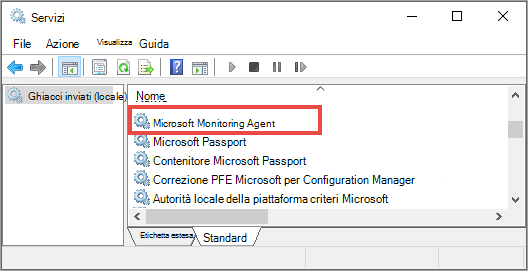 Servizi
File Azione Visualizza Guida
Ghiacci inviati (locale)
Nome
Microsoft Monitoring Agent
Microsoft Passport
Contenitore Microsoft Passport
Correzione PFE Microsoft per Configuration Manager
Autorità locale della piattaforma criteri Microsoft
Etichetta estesa Standard